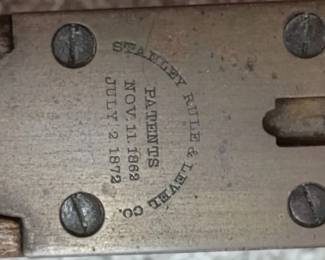 STANLEY RULE & LEVEL CO.
PATENTS
NOV. 11. 1862
JULY 2 1872